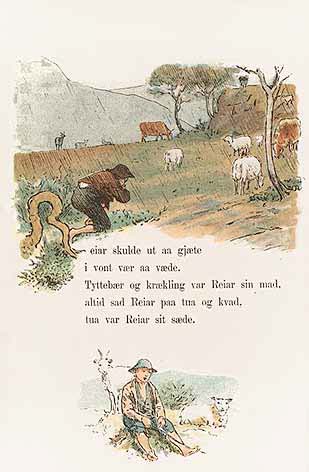 Reiar skulde ut aa gjæte
i vont vær aa væde.
Tyttebær og krækling var Reiar sin mad,
altid sad Reiar paa tua og kvad,
tua var Reiar sit sæde.